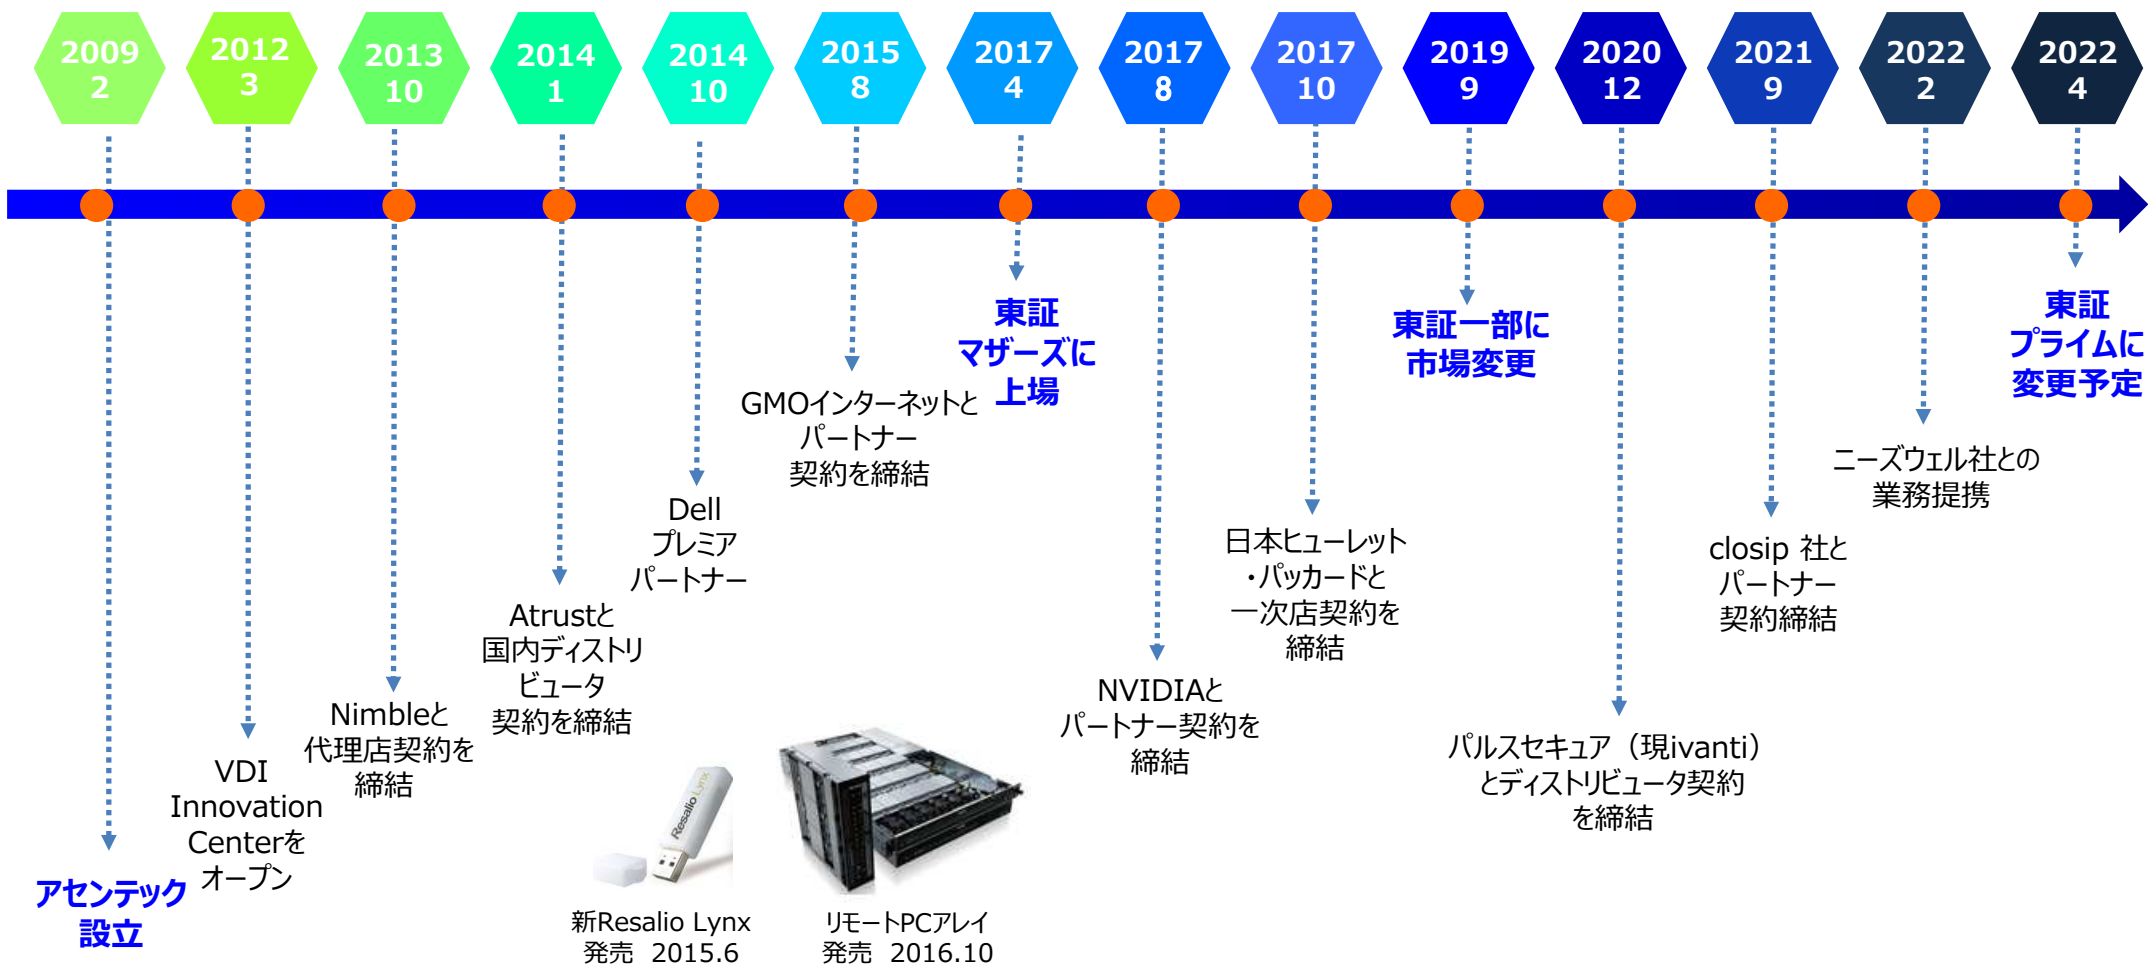 2009
2
2012
3
2013
10
2014
1
2014
10
2015
8
2017
4
2017
8
2017
10
2019
9
2020
12
2021
9
2022
2
2022
4
アセンテック
設立
VDI
Innovation
Centerを
オープン
Nimbleと
代理店契約を
締結
Atrustと
国内ディストリ
ビュータ
契約を締結
Dell
プレミア
パートナー
GMOインターネットと
パートナー
契約を締結
東証
マザーズに
上場
NVIDIAと
パートナー契約を
締結
日本ヒューレット
・パッカードと
一次店契約を
締結
東証一部に
市場変更
パルスセキュア（現ivanti）
とディストリビュータ契約
を締結
closip 社と
パートナー
契約締結
ニーズウェル社との
業務提携
東証
プライムに
変更予定
Resalio Lynx
新Resalio Lynx
発売 2015.6
リモートPCアレイ
発売 2016.10